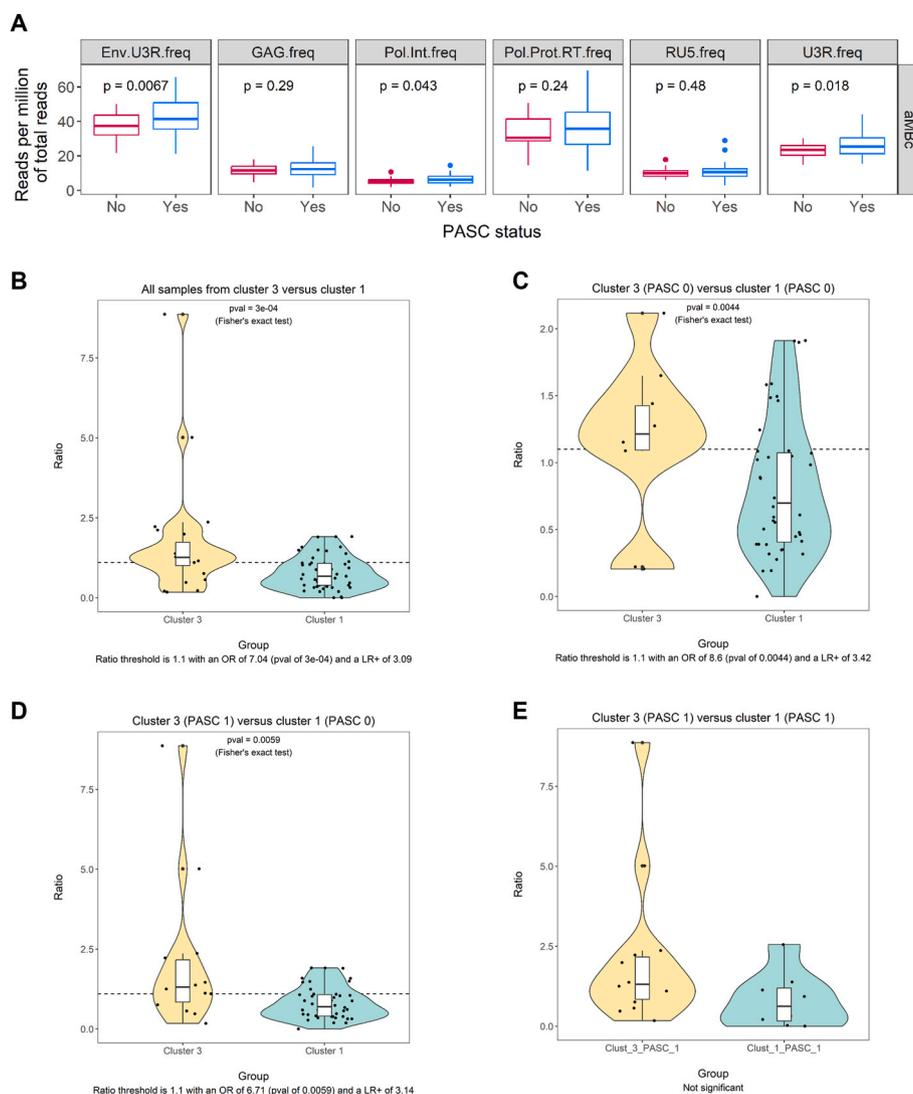 A
Env.U3R.freq GAG.freq Pol.Int.freq Pol.Prot.RT.freq RU5.freq U3R.freq
p = 0.0067 p = 0.29 p = 0.043 p = 0.24 p = 0.48 p = 0.018
aMBc
Reads per million
of total reads
60
40
20
0
No Yes No Yes No Yes No Yes No Yes No Yes
PASC status
B
All samples from cluster 3 versus cluster 1
pval = 3e-04
(Fisher's exact test)
Ratio
7.5
5.0
2.5
0.0
Cluster 3 Cluster 1
Group
Ratio threshold is 1.1 with an OR of 7.04 (pval of 3e-04) and a LR+ of 3.09
C
Cluster 3 (PASC 0) versus cluster 1 (PASC 0)
pval = 0.0044
(Fisher's exact test)
Ratio
2.0
1.5
1.0
0.5
0.0
Cluster 3 Cluster 1
Group
Ratio threshold is 1.1 with an OR of 8.6 (pval of 0.0044) and a LR+ of 3.42
D
Cluster 3 (PASC 1) versus cluster 1 (PASC 0)
pval = 0.0059
(Fisher's exact test)
Ratio
7.5
5.0
2.5
0.0
Cluster 3 Cluster 1
Group
Ratio threshold is 1.1 with an OR of 6.71 (pval of 0.0059) and a LR+ of 3.14
E
Cluster 3 (PASC 1) versus cluster 1 (PASC 1)
Ratio
7.5
5.0
2.5
0.0
Clust_3_PASC_1 Clust_1_PASC_1
Group
Not significant